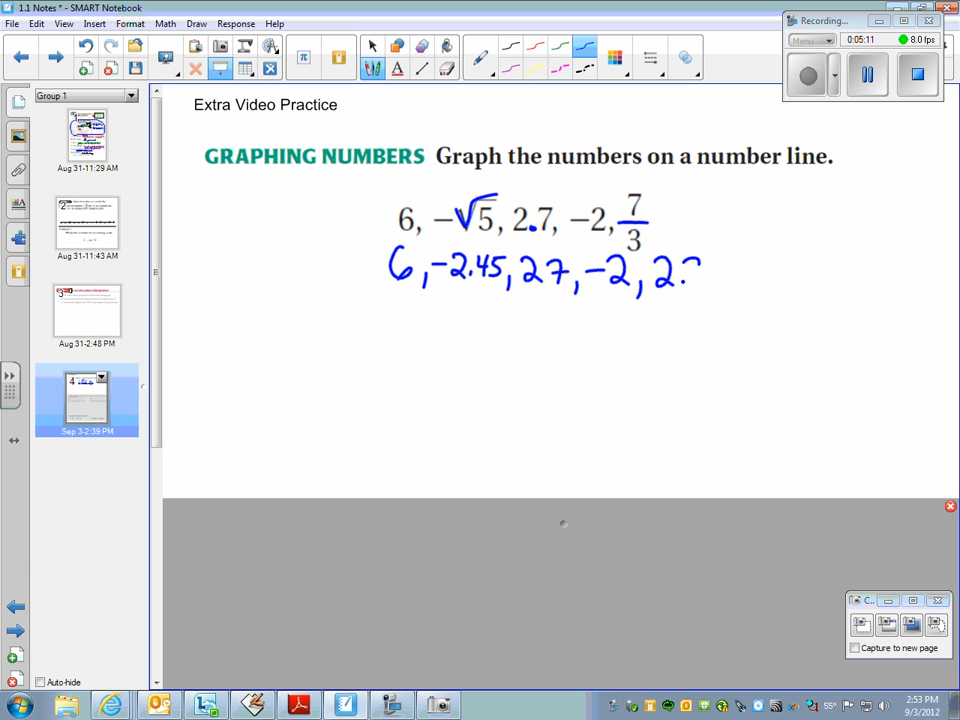 1.1 Notes * - SMART Notebook
File Edit View Insert Format Math Draw Response Help
Recording...
Menu
0:05:11
8.0 fps
Group 1
Aug 31-11:29 AM
Aug 31-11:43 AM
Aug 31-2:48 PM
Sep 3-2:39 PM
Auto-hide
Extra Video Practice
GRAPHING NUMBERS Graph the numbers on a number line.
6, −√5, 2.7, −2, 7/3
6, -2.45, 27, -2, 2.
C..
Capture to new page
55°
2:53 PM
9/3/2012